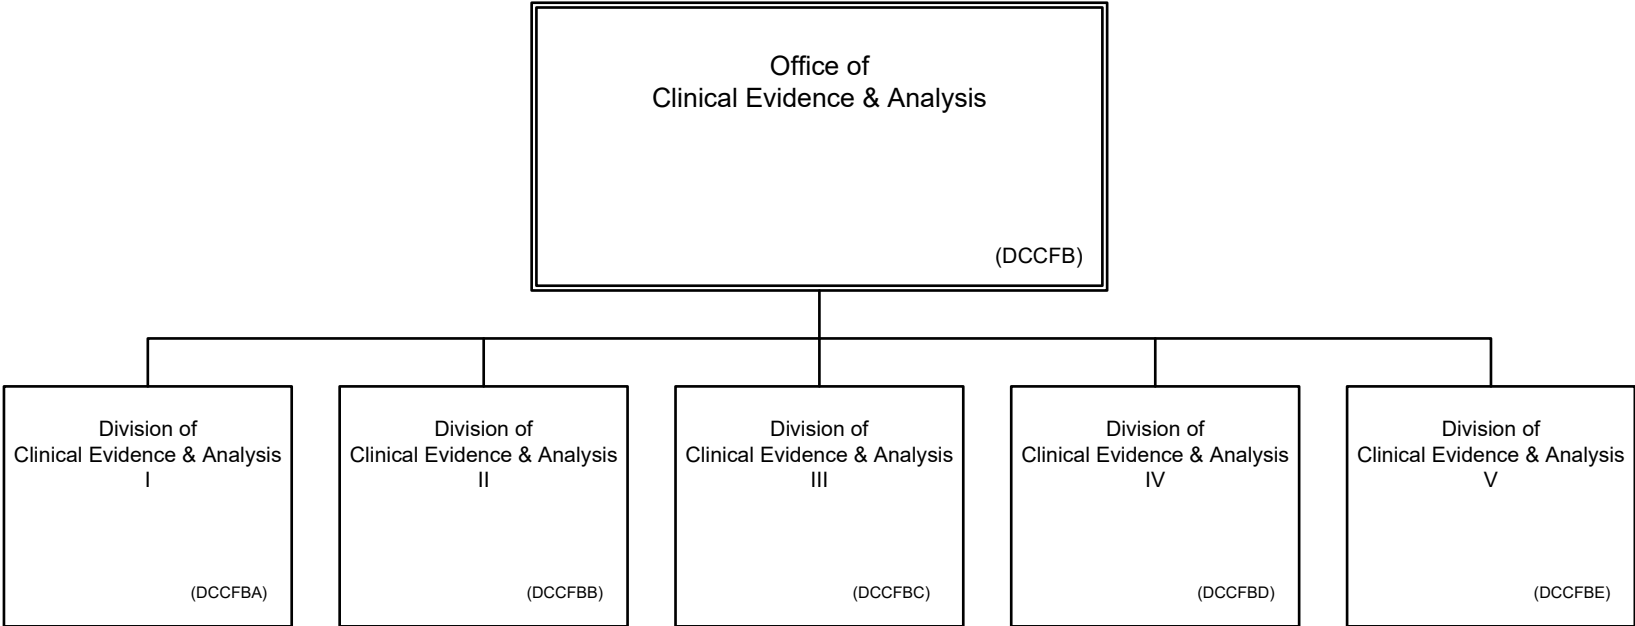 Office of
Clinical Evidence & Analysis
(DCCFB)
Division of
Clinical Evidence & Analysis
I
(DCCFBA)
Division of
Clinical Evidence & Analysis
II
(DCCFBB)
Division of
Clinical Evidence & Analysis
III
(DCCFBC)
Division of
Clinical Evidence & Analysis
IV
(DCCFBD)
Division of
Clinical Evidence & Analysis
V
(DCCFBE)